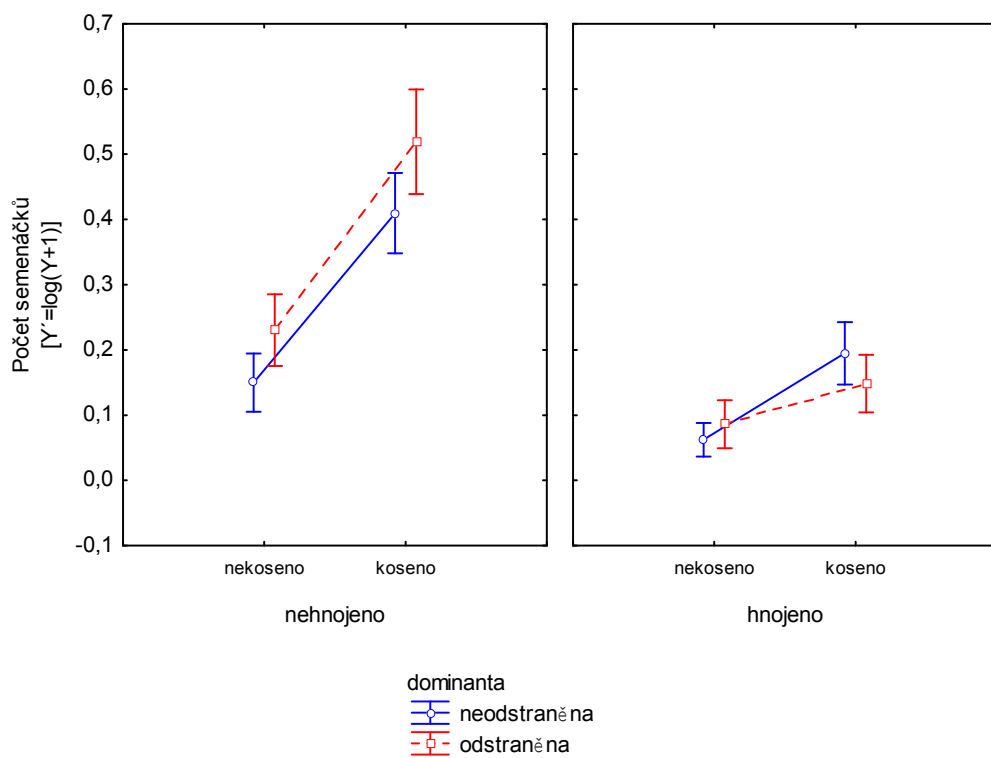 Počet semenáčků
[Y´=log(Y+1)]
0,7
0,6
0,5
0,4
0,3
0,2
0,1
0,0
-0,1
nekoseno koseno
nehnojeno
nekoseno koseno
hnojeno
dominanta
neodstraněna
odstraněna